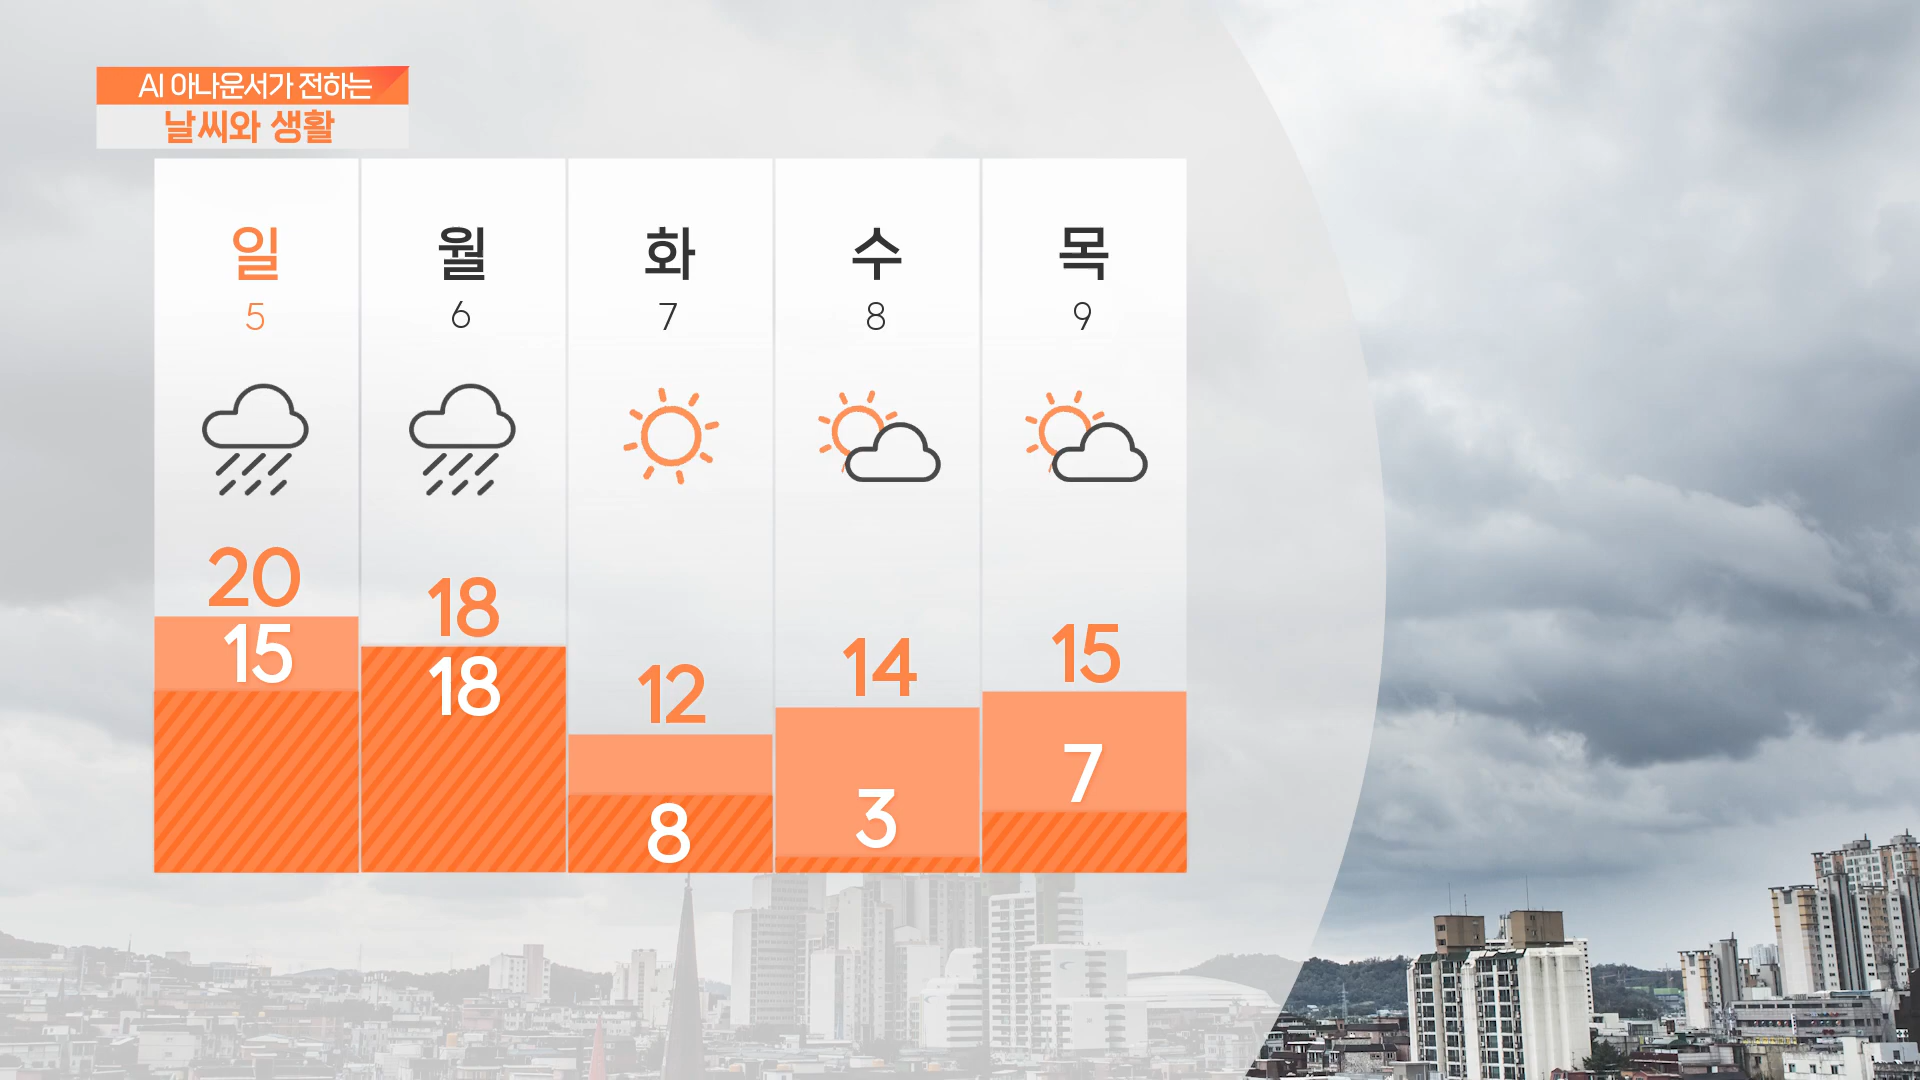 AI 아나운서가 전하는
날씨와 생활
일 월 화 수 목
5 6 7 8 9
20 18 12 14 15
15 18 8 3 7